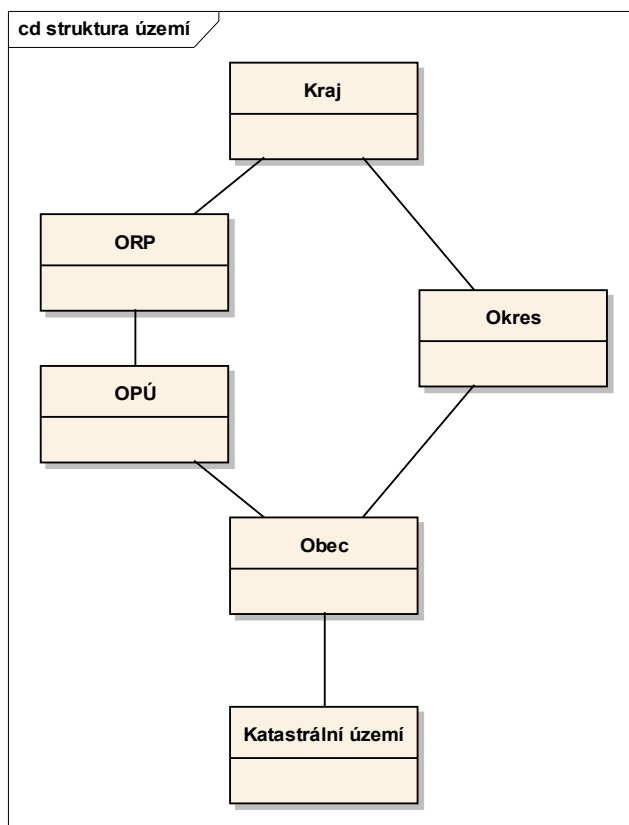 cd struktura území
Kraj
ORP
Okres
OPÚ
Obec
Katastrální území